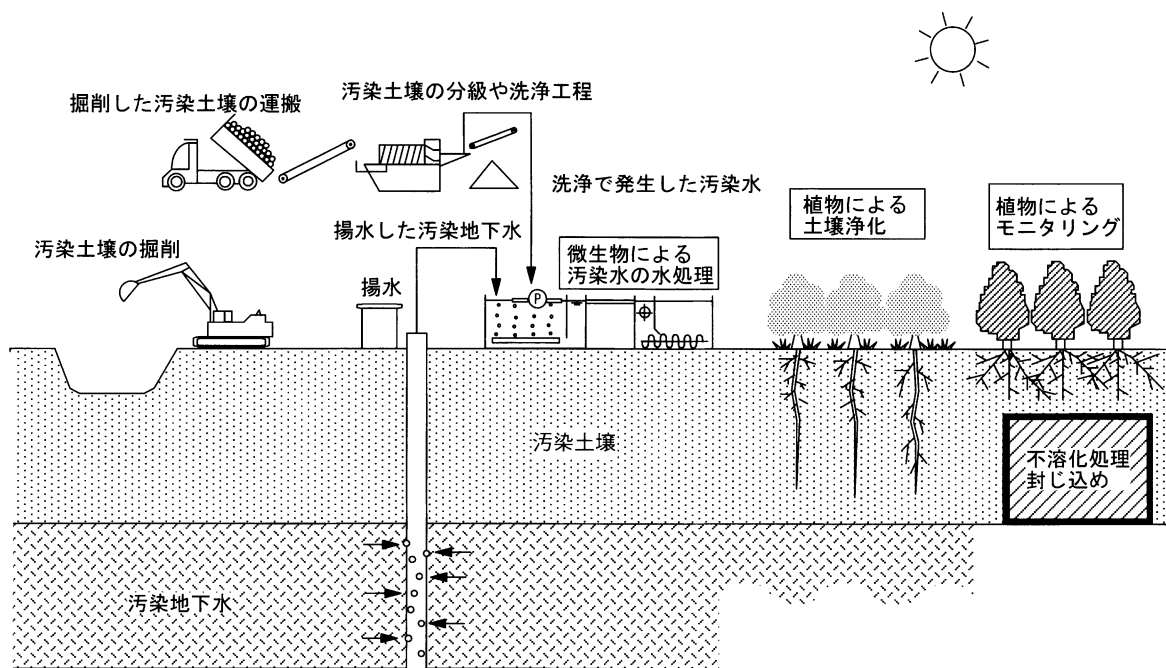 汚染土壌の分級や洗浄工程
掘削した汚染土壌の運搬
洗浄で発生した汚染水
植物による
土壌浄化
植物による
モニタリング
揚水した汚染地下水
汚染土壌の掘削
微生物による
汚染水の水処理
揚水
P
汚染土壌
不溶化処理
封じ込め
汚染地下水